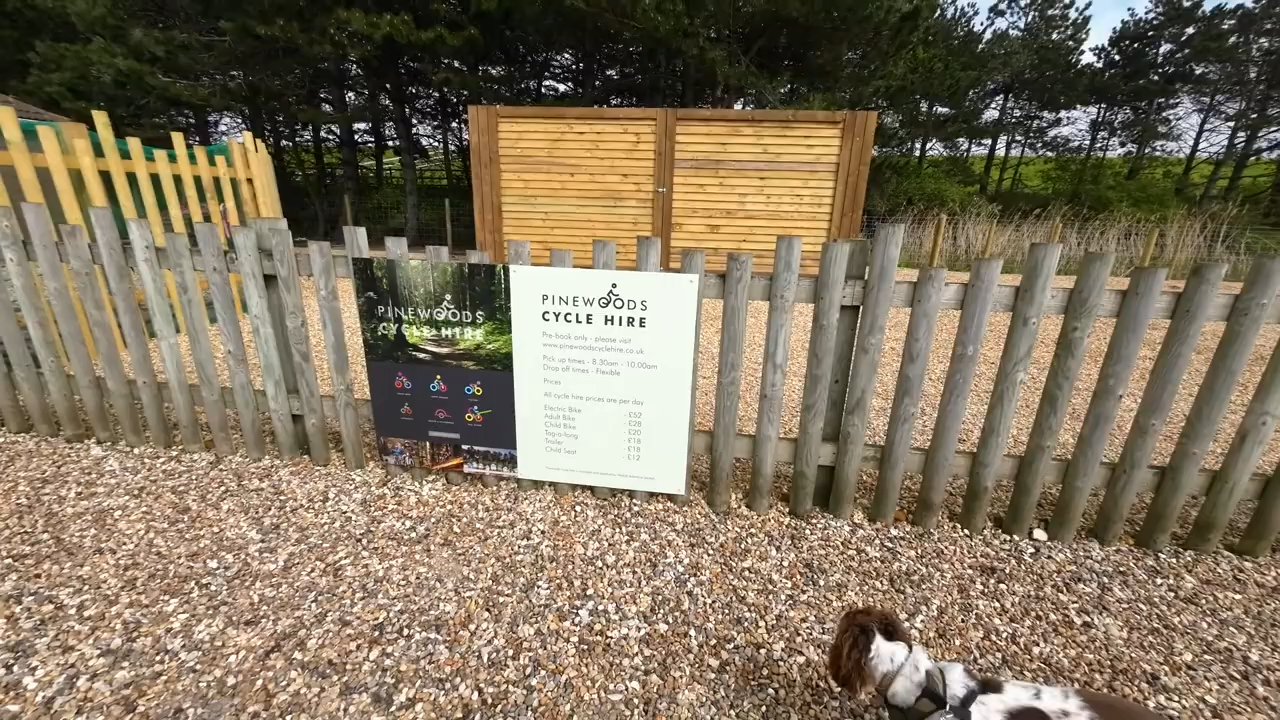 PINEWOODS
CYCLE HIRE
PINEWOODS
CYCLE HIRE
Pre-book only - please visit
www.pinewoodscyclehire.co.uk
Pick up times - 8.30am - 10.00am
Drop off times - Flexible
Prices
All cycle hire prices are per day
Electric Bike - £52
Adult Bike - £28
Child Bike - £20
Tag-a-long - £18
Trailer - £18
Child Seat - £12